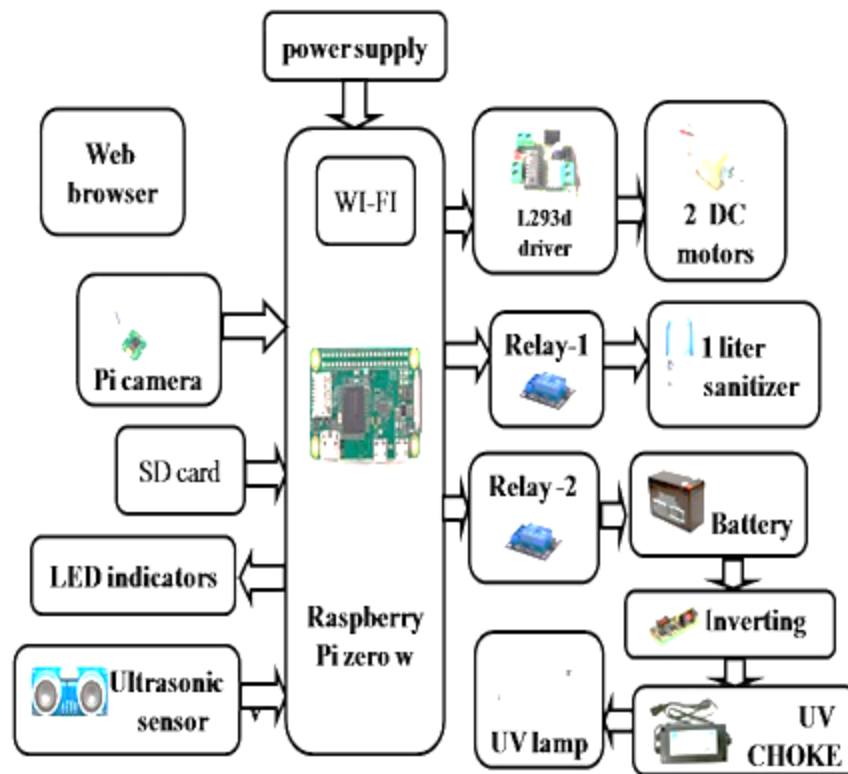 power supply
Web
browser
WI-FI
L293d
driver
2 DC
motors
Pi camera
Relay-1
1 liter
sanitizer
SD card
Relay -2
Battery
LED indicators
Raspberry
Pi zero w
Inverting
Ultrasonic
sensor
UV lamp
UV
CHOKE